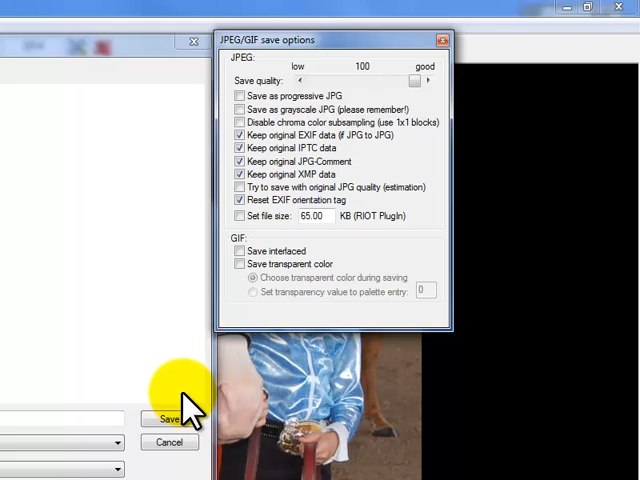 JPEG/GIF save options
JPEG:
low 100 good
Save quality:
Save as progressive JPG
Save as grayscale JPG (please remember!)
Disable chroma color subsampling (use 1x1 blocks)
Keep original EXIF data (if JPG to JPG)
Keep original IPTC data
Keep original JPG-Comment
Keep original XMP data
Try to save with original JPG quality (estimation)
Reset EXIF orientation tag
Set file size: 65.00 KB (RIOT PlugIn)
GIF:
Save interlaced
Save transparent color
Choose transparent color during saving
Set transparency value to palette entry: 0
Save
Cancel